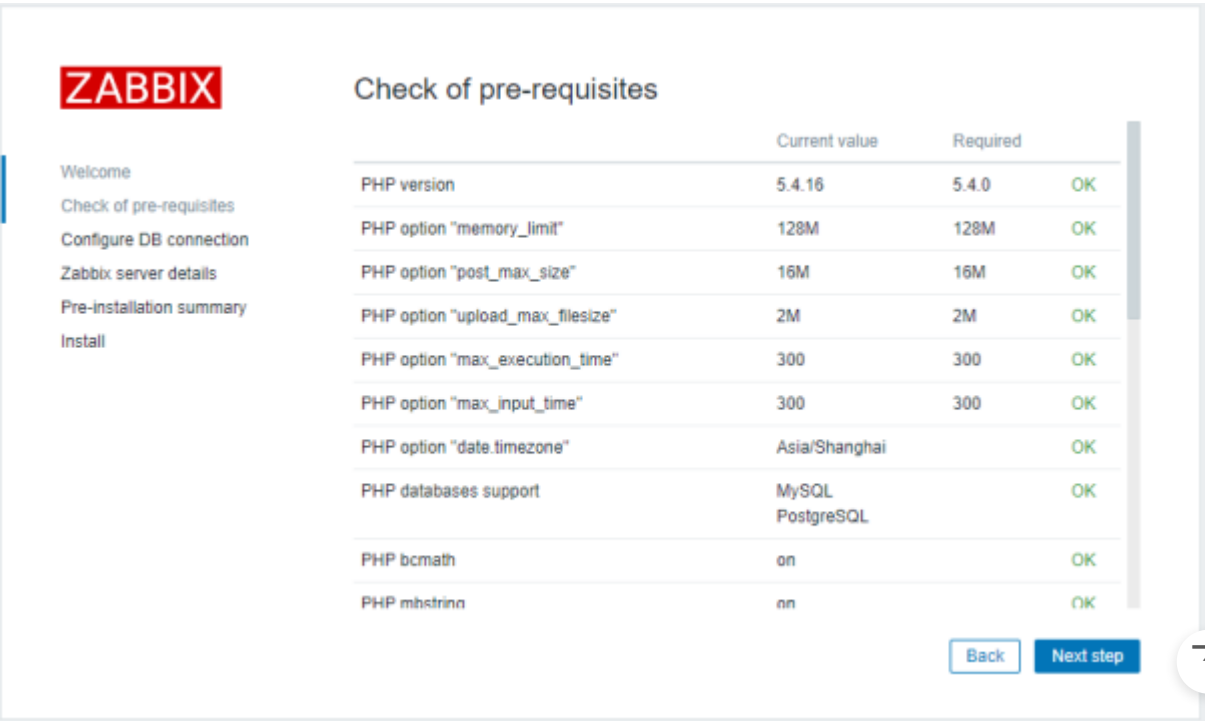 ZABBIX
Welcome
Check of pre-requisites
Configure DB connection
Zabbix server details
Pre-installation summary
Install
Check of pre-requisites
Current value Required
PHP version 5.4.16 5.4.0 OK
PHP option "memory_limit" 128M 128M OK
PHP option "post_max_size" 16M 16M OK
PHP option "upload_max_filesize" 2M 2M OK
PHP option "max_execution_time" 300 300 OK
PHP option "max_input_time" 300 300 OK
PHP option "date.timezone" Asia/Shanghai OK
PHP databases support MySQL OK
PostgreSQL
PHP bcmath on OK
PHP mbstring on OK
Back Next step